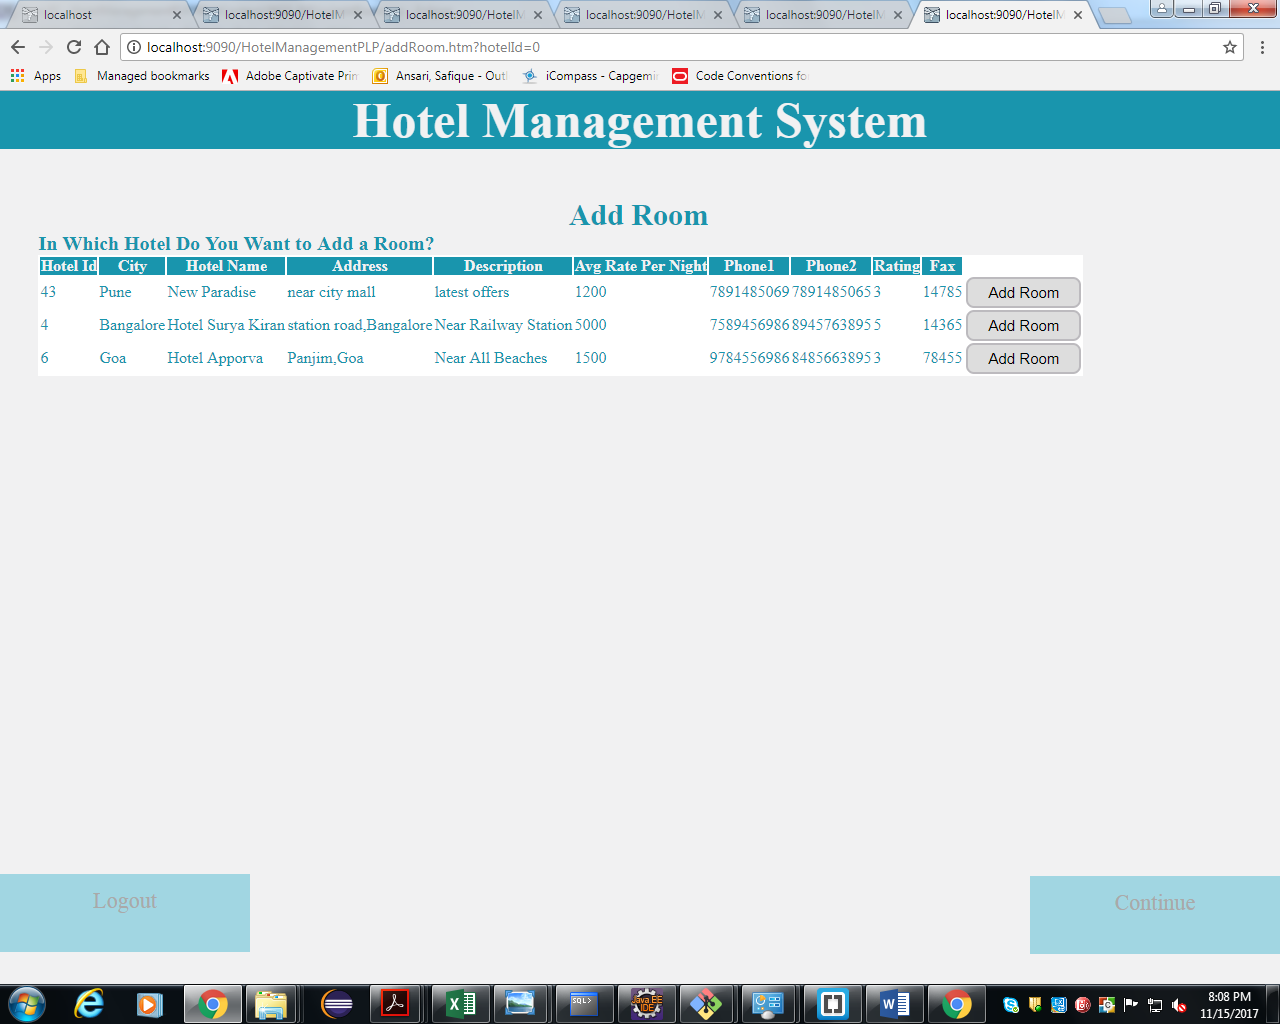 localhost localhost:9090/HotelM localhost:9090/HotelM localhost:9090/HotelM localhost:9090/HotelM localhost:9090/HotelM
localhost:9090/HotelManagementPLP/addRoom.htm?hotelId=0
Apps Managed bookmarks Adobe Captivate Prim Ansari, Safique - Outl iCompass - Capgemi Code Conventions fo
Hotel Management System
Add Room
In Which Hotel Do You Want to Add a Room?
Hotel Id City Hotel Name Address Description Avg Rate Per Night Phone1 Phone2 Rating Fax
43 Pune New Paradise near city mall latest offers 1200 7891485069 7891485065 3 14785 Add Room
4 Bangalore Hotel Surya Kiran station road,Bangalore Near Railway Station 5000 7589456986 8945763895 5 14365 Add Room
6 Goa Hotel Apporva Panjim,Goa Near All Beaches 1500 9784556986 8485663895 3 78455 Add Room
Logout
Continue
SQL> Java EE IDE
8:08 PM
11/15/2017